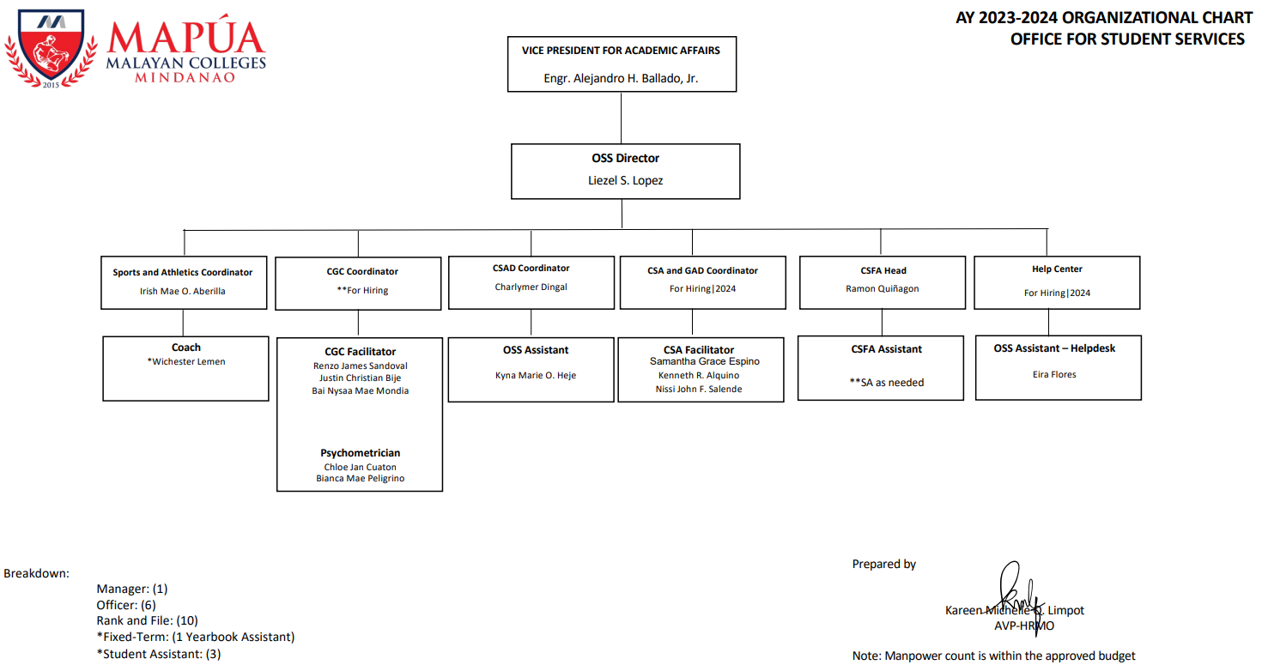 MAPÚA
MALAYAN COLLEGES
MINDANAO
2015
AY 2023-2024 ORGANIZATIONAL CHART
OFFICE FOR STUDENT SERVICES
VICE PRESIDENT FOR ACADEMIC AFFAIRS
Engr. Alejandro H. Ballado, Jr.
OSS Director
Liezel S. Lopez
Sports and Athletics Coordinator
Irish Mae O. Aberilla
CGC Coordinator
**For Hiring
CSAD Coordinator
Charlymer Dingal
CSA and GAD Coordinator
For Hiring|2024
CSFA Head
Ramon Quiñagon
Help Center
For Hiring|2024
Coach
*Wichester Lemen
CGC Facilitator
Renzo James Sandoval
Justin Christian Bije
Bai Nysaa Mae Mondia
Psychometrician
Chloe Jan Cuaton
Bianca Mae Peligrino
OSS Assistant
Kyna Marie O. Heje
CSA Facilitator
Samantha Grace Espino
Kenneth R. Alquino
Nissi John F. Salende
CSFA Assistant
**SA as needed
OSS Assistant – Helpdesk
Eira Flores
Breakdown:
Manager: (1)
Officer: (6)
Rank and File: (10)
*Fixed-Term: (1 Yearbook Assistant)
*Student Assistant: (3)
Prepared by
Kareen Michelle Q. Limpot
AVP-HRMO
Note: Manpower count is within the approved budget